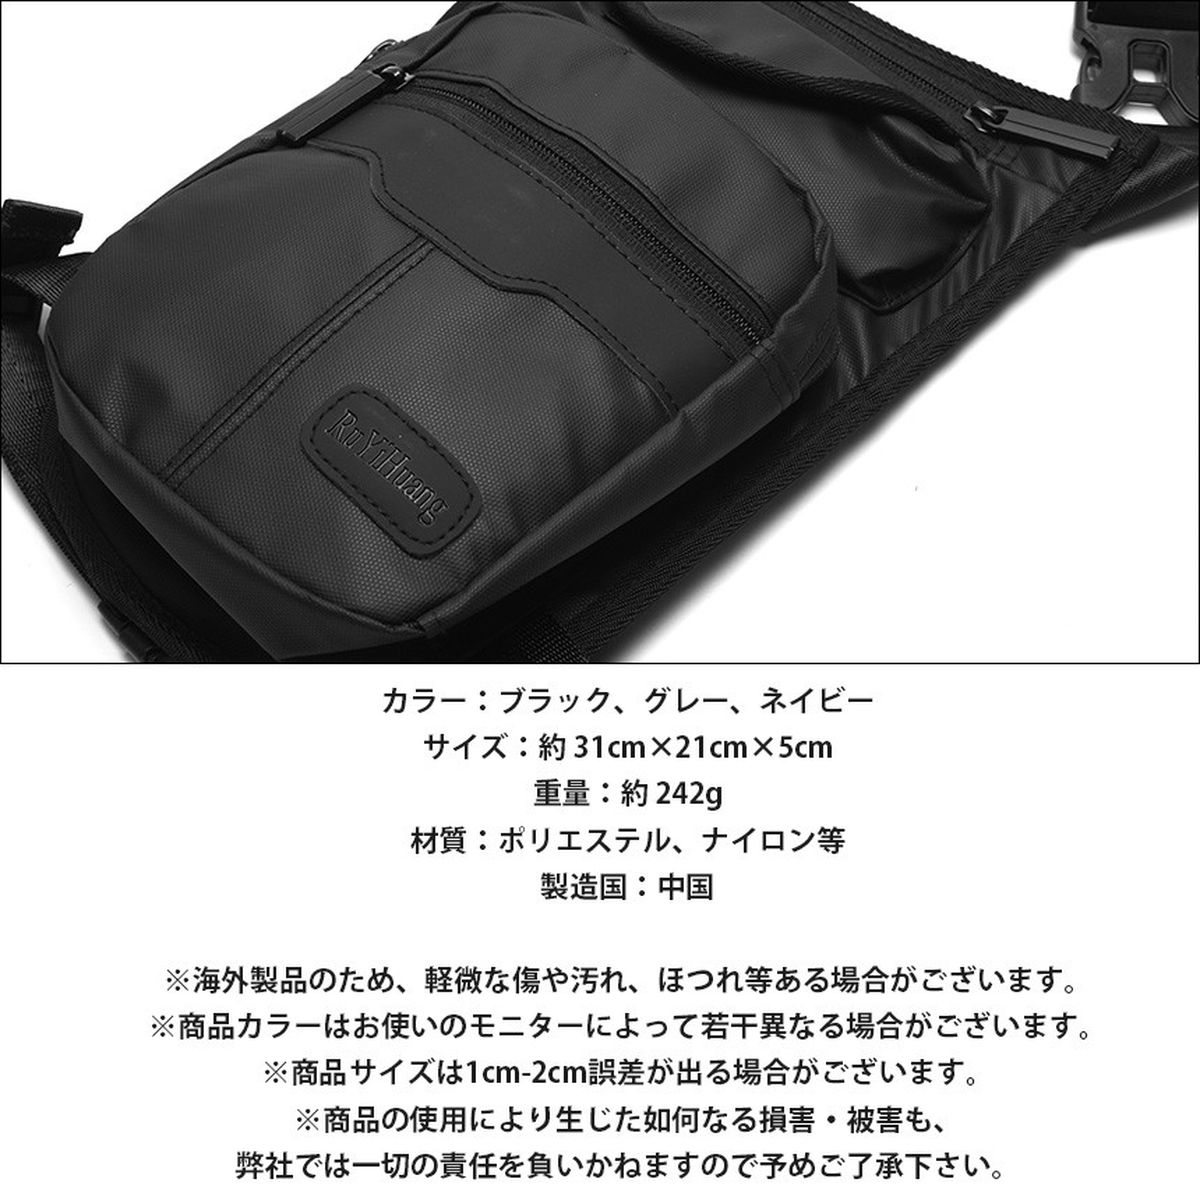 RuYiHuang
カラー：ブラック、グレー、ネイビー
サイズ：約 31cm×21cm×5cm
重量：約 242g
材質：ポリエステル、ナイロン等
製造国：中国
※海外製品のため、軽微な傷や汚れ、ほつれ等ある場合がございます。
※商品カラーはお使いのモニターによって若干異なる場合がございます。
※商品サイズは1cm-2cm誤差が出る場合がございます。
※商品の使用により生じた如何なる損害・被害も、
弊社では一切の責任を負いかねますので予めご了承下さい。